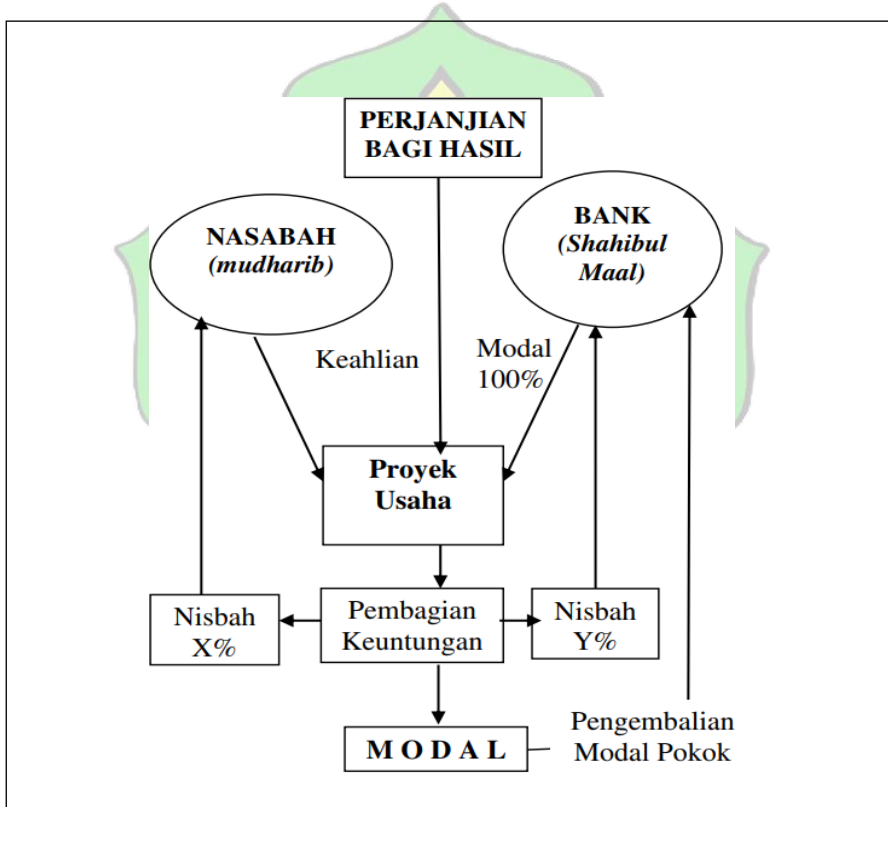 PERJANJIAN
BAGI HASIL
NASABAH
(mudharib)
BANK
(Shahibul
Maal)
Keahlian
Modal
100%
Proyek
Usaha
Nisbah
X%
Pembagian
Keuntungan
Nisbah
Y%
M O D A L
Pengembalian
Modal Pokok